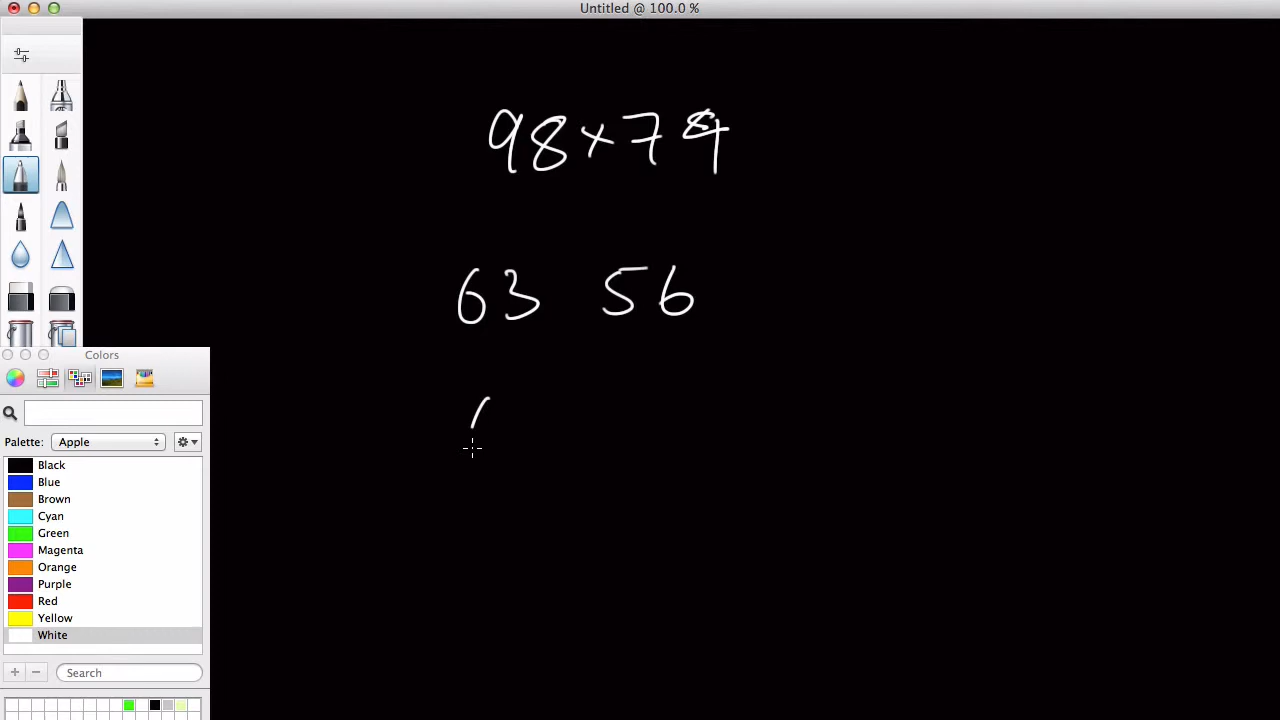 Untitled @ 100.0 %
98×74
63 56
Colors
Palette: Apple
Black
Blue
Brown
Cyan
Green
Magenta
Orange
Purple
Red
Yellow
White
+ − Search